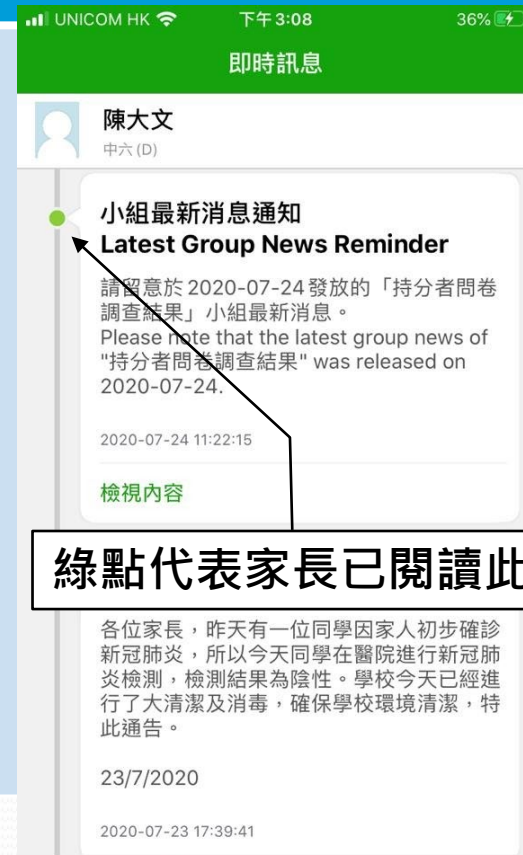 UNICOM HK 下午3:08 36%
即時訊息
陳大文
中六 (D)
小組最新消息通知
Latest Group News Reminder
請留意於 2020-07-24 發放的「持分者問卷
調查結果」小組最新消息。
Please note that the latest group news of
"持分者問卷調查結果" was released on
2020-07-24.
2020-07-24 11:22:15
檢視內容
綠點代表家長已閱讀此
各位家長，昨天有一位同學因家人初步確診
新冠肺炎，所以今天同學在醫院進行新冠肺
炎檢測，檢測結果為陰性。學校今天已經進
行了大清潔及消毒，確保學校環境清潔，特
此通告。
23/7/2020
2020-07-23 17:39:41